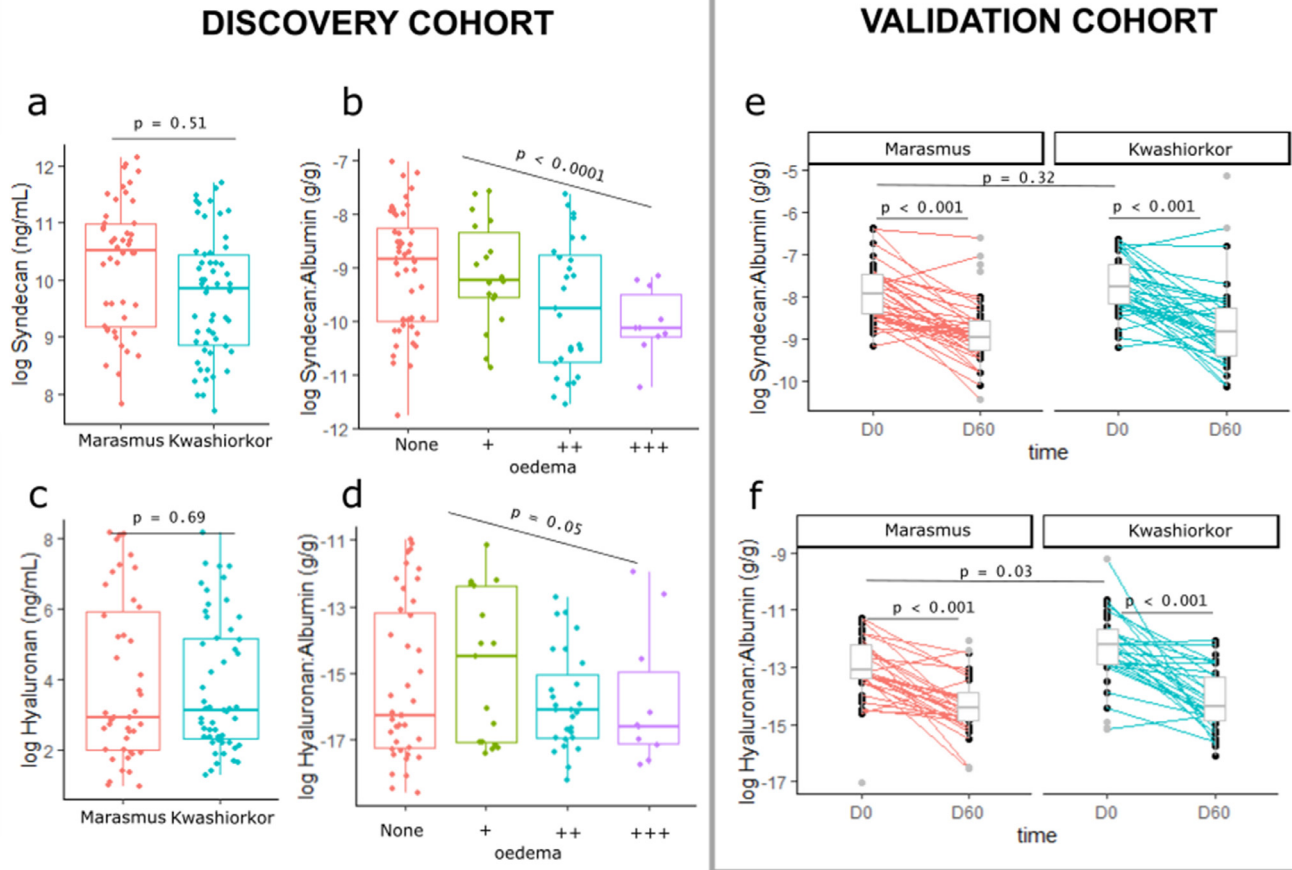 DISCOVERY COHORT
VALIDATION COHORT
a
p = 0.51
log Syndecan (ng/mL)
12
11
10
9
8
Marasmus Kwashiorkor
b
p < 0.0001
log Syndecan:Albumin (g/g)
-7
-8
-9
-10
-11
-12
None + ++ +++
oedema
c
p = 0.69
log Hyaluronan (ng/mL)
8
6
4
2
Marasmus Kwashiorkor
d
p = 0.05
log Hyaluronan:Albumin (g/g)
-11
-13
-15
-17
None + ++ +++
oedema
e
Marasmus Kwashiorkor
p = 0.32
p < 0.001 p < 0.001
log Syndecan:Albumin (g/g)
-5
-6
-7
-8
-9
-10
D0 D60 D0 D60
time
f
Marasmus Kwashiorkor
p = 0.03
p < 0.001 p < 0.001
log Hyaluronan:Albumin (g/g)
-9
-11
-13
-15
-17
D0 D60 D0 D60
time